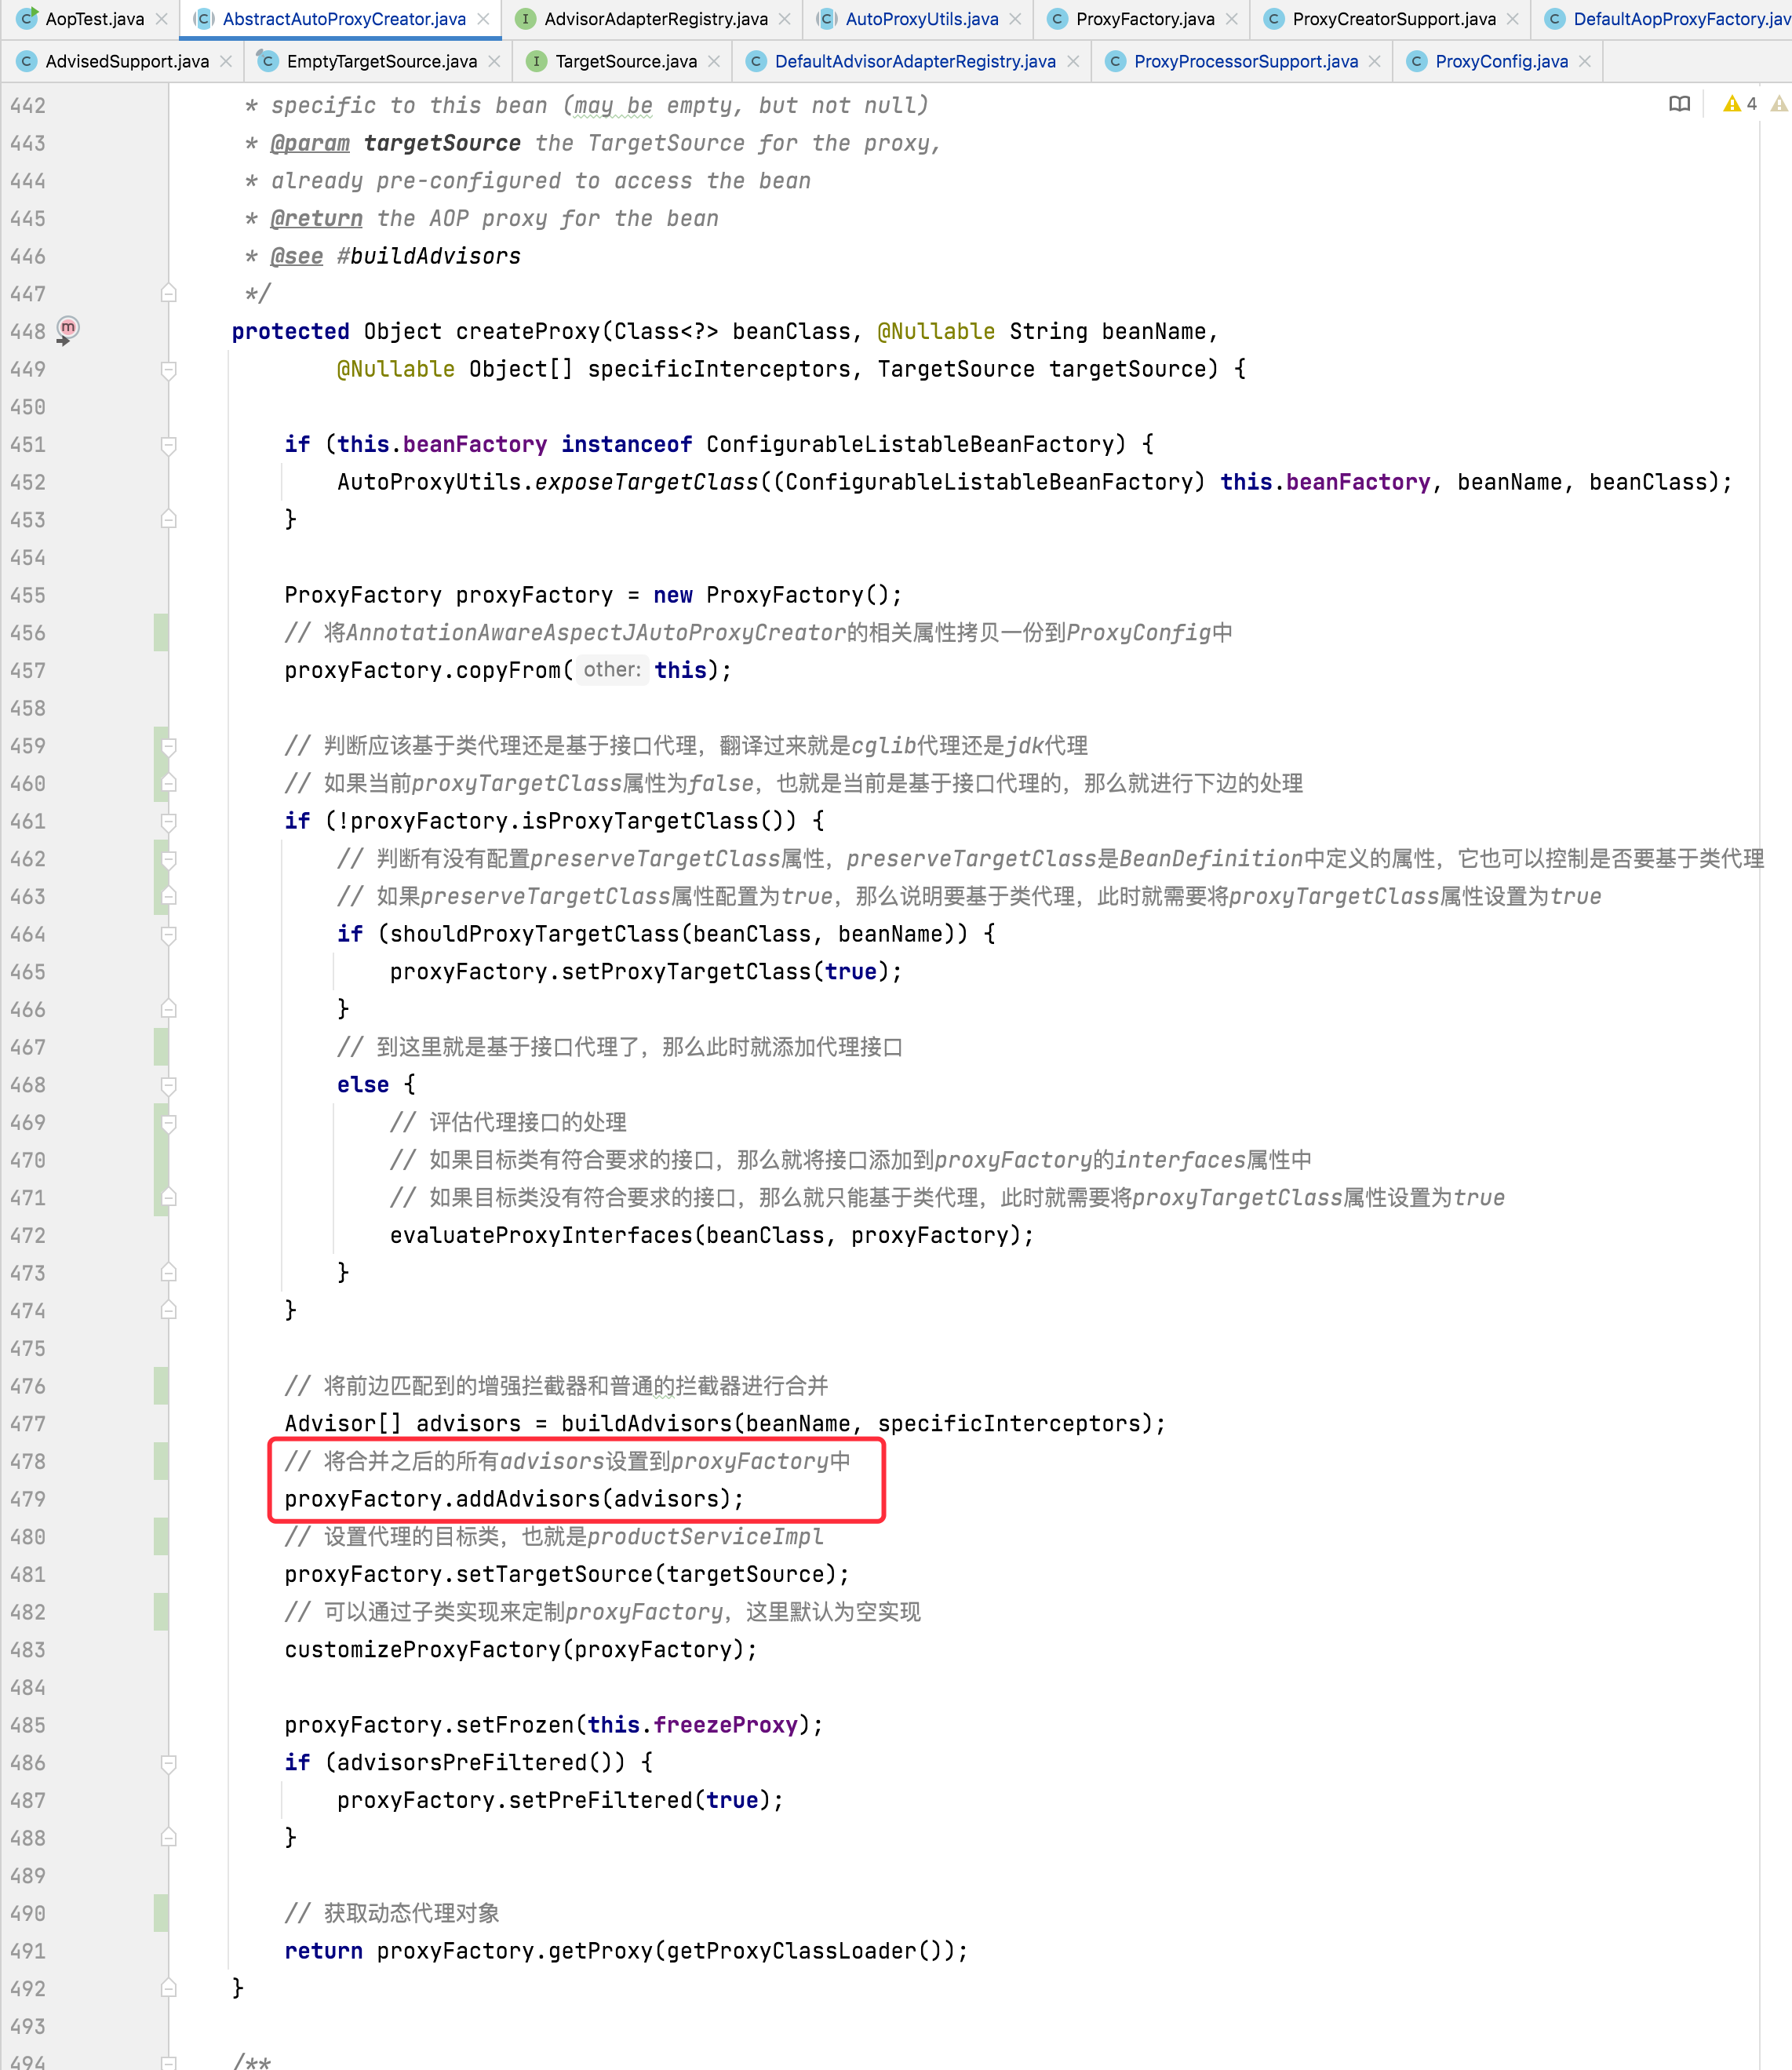 AopTest.java AbstractAutoProxyCreator.java AdvisorAdapterRegistry.java AutoProxyUtils.java ProxyFactory.java ProxyCreatorSupport.java DefaultAopProxyFactory.jav
AdvisedSupport.java EmptyTargetSource.java TargetSource.java DefaultAdvisorAdapterRegistry.java ProxyProcessorSupport.java ProxyConfig.java
442 * specific to this bean (may be empty, but not null) 4
443 * @param targetSource the TargetSource for the proxy,
444 * already pre-configured to access the bean
445 * @return the AOP proxy for the bean
446 * @see #buildAdvisors
447 */
448 protected Object createProxy(Class<?> beanClass, @Nullable String beanName,
449 @Nullable Object[] specificInterceptors, TargetSource targetSource) {
450
451 if (this.beanFactory instanceof ConfigurableListableBeanFactory) {
452 AutoProxyUtils.exposeTargetClass((ConfigurableListableBeanFactory) this.beanFactory, beanName, beanClass);
453 }
454
455 ProxyFactory proxyFactory = new ProxyFactory();
456 // 将AnnotationAwareAspectJAutoProxyCreator的相关属性拷贝一份到ProxyConfig中
457 proxyFactory.copyFrom( other: this);
458
459 // 判断应该基于类代理还是基于接口代理，翻译过来就是cglib代理还是jdk代理
460 // 如果当前proxyTargetClass属性为false，也就是当前是基于接口代理的，那么就进行下边的处理
461 if (!proxyFactory.isProxyTargetClass()) {
462 // 判断有没有配置preserveTargetClass属性，preserveTargetClass是BeanDefinition中定义的属性，它也可以控制是否要基于类代理
463 // 如果preserveTargetClass属性配置为true，那么说明要基于类代理，此时就需要将proxyTargetClass属性设置为true
464 if (shouldProxyTargetClass(beanClass, beanName)) {
465 proxyFactory.setProxyTargetClass(true);
466 }
467 // 到这里就是基于接口代理了，那么此时就添加代理接口
468 else {
469 // 评估代理接口的处理
470 // 如果目标类有符合要求的接口，那么就将接口添加到proxyFactory的interfaces属性中
471 // 如果目标类没有符合要求的接口，那么就只能基于类代理，此时就需要将proxyTargetClass属性设置为true
472 evaluateProxyInterfaces(beanClass, proxyFactory);
473 }
474 }
475
476 // 将前边匹配到的增强拦截器和普通的拦截器进行合并
477 Advisor[] advisors = buildAdvisors(beanName, specificInterceptors);
478 // 将合并之后的所有advisors设置到proxyFactory中
479 proxyFactory.addAdvisors(advisors);
480 // 设置代理的目标类，也就是productServiceImpl
481 proxyFactory.setTargetSource(targetSource);
482 // 可以通过子类实现来定制proxyFactory，这里默认为空实现
483 customizeProxyFactory(proxyFactory);
484
485 proxyFactory.setFrozen(this.freezeProxy);
486 if (advisorsPreFiltered()) {
487 proxyFactory.setPreFiltered(true);
488 }
489
490 // 获取动态代理对象
491 return proxyFactory.getProxy(getProxyClassLoader());
492 }
493
494 /**